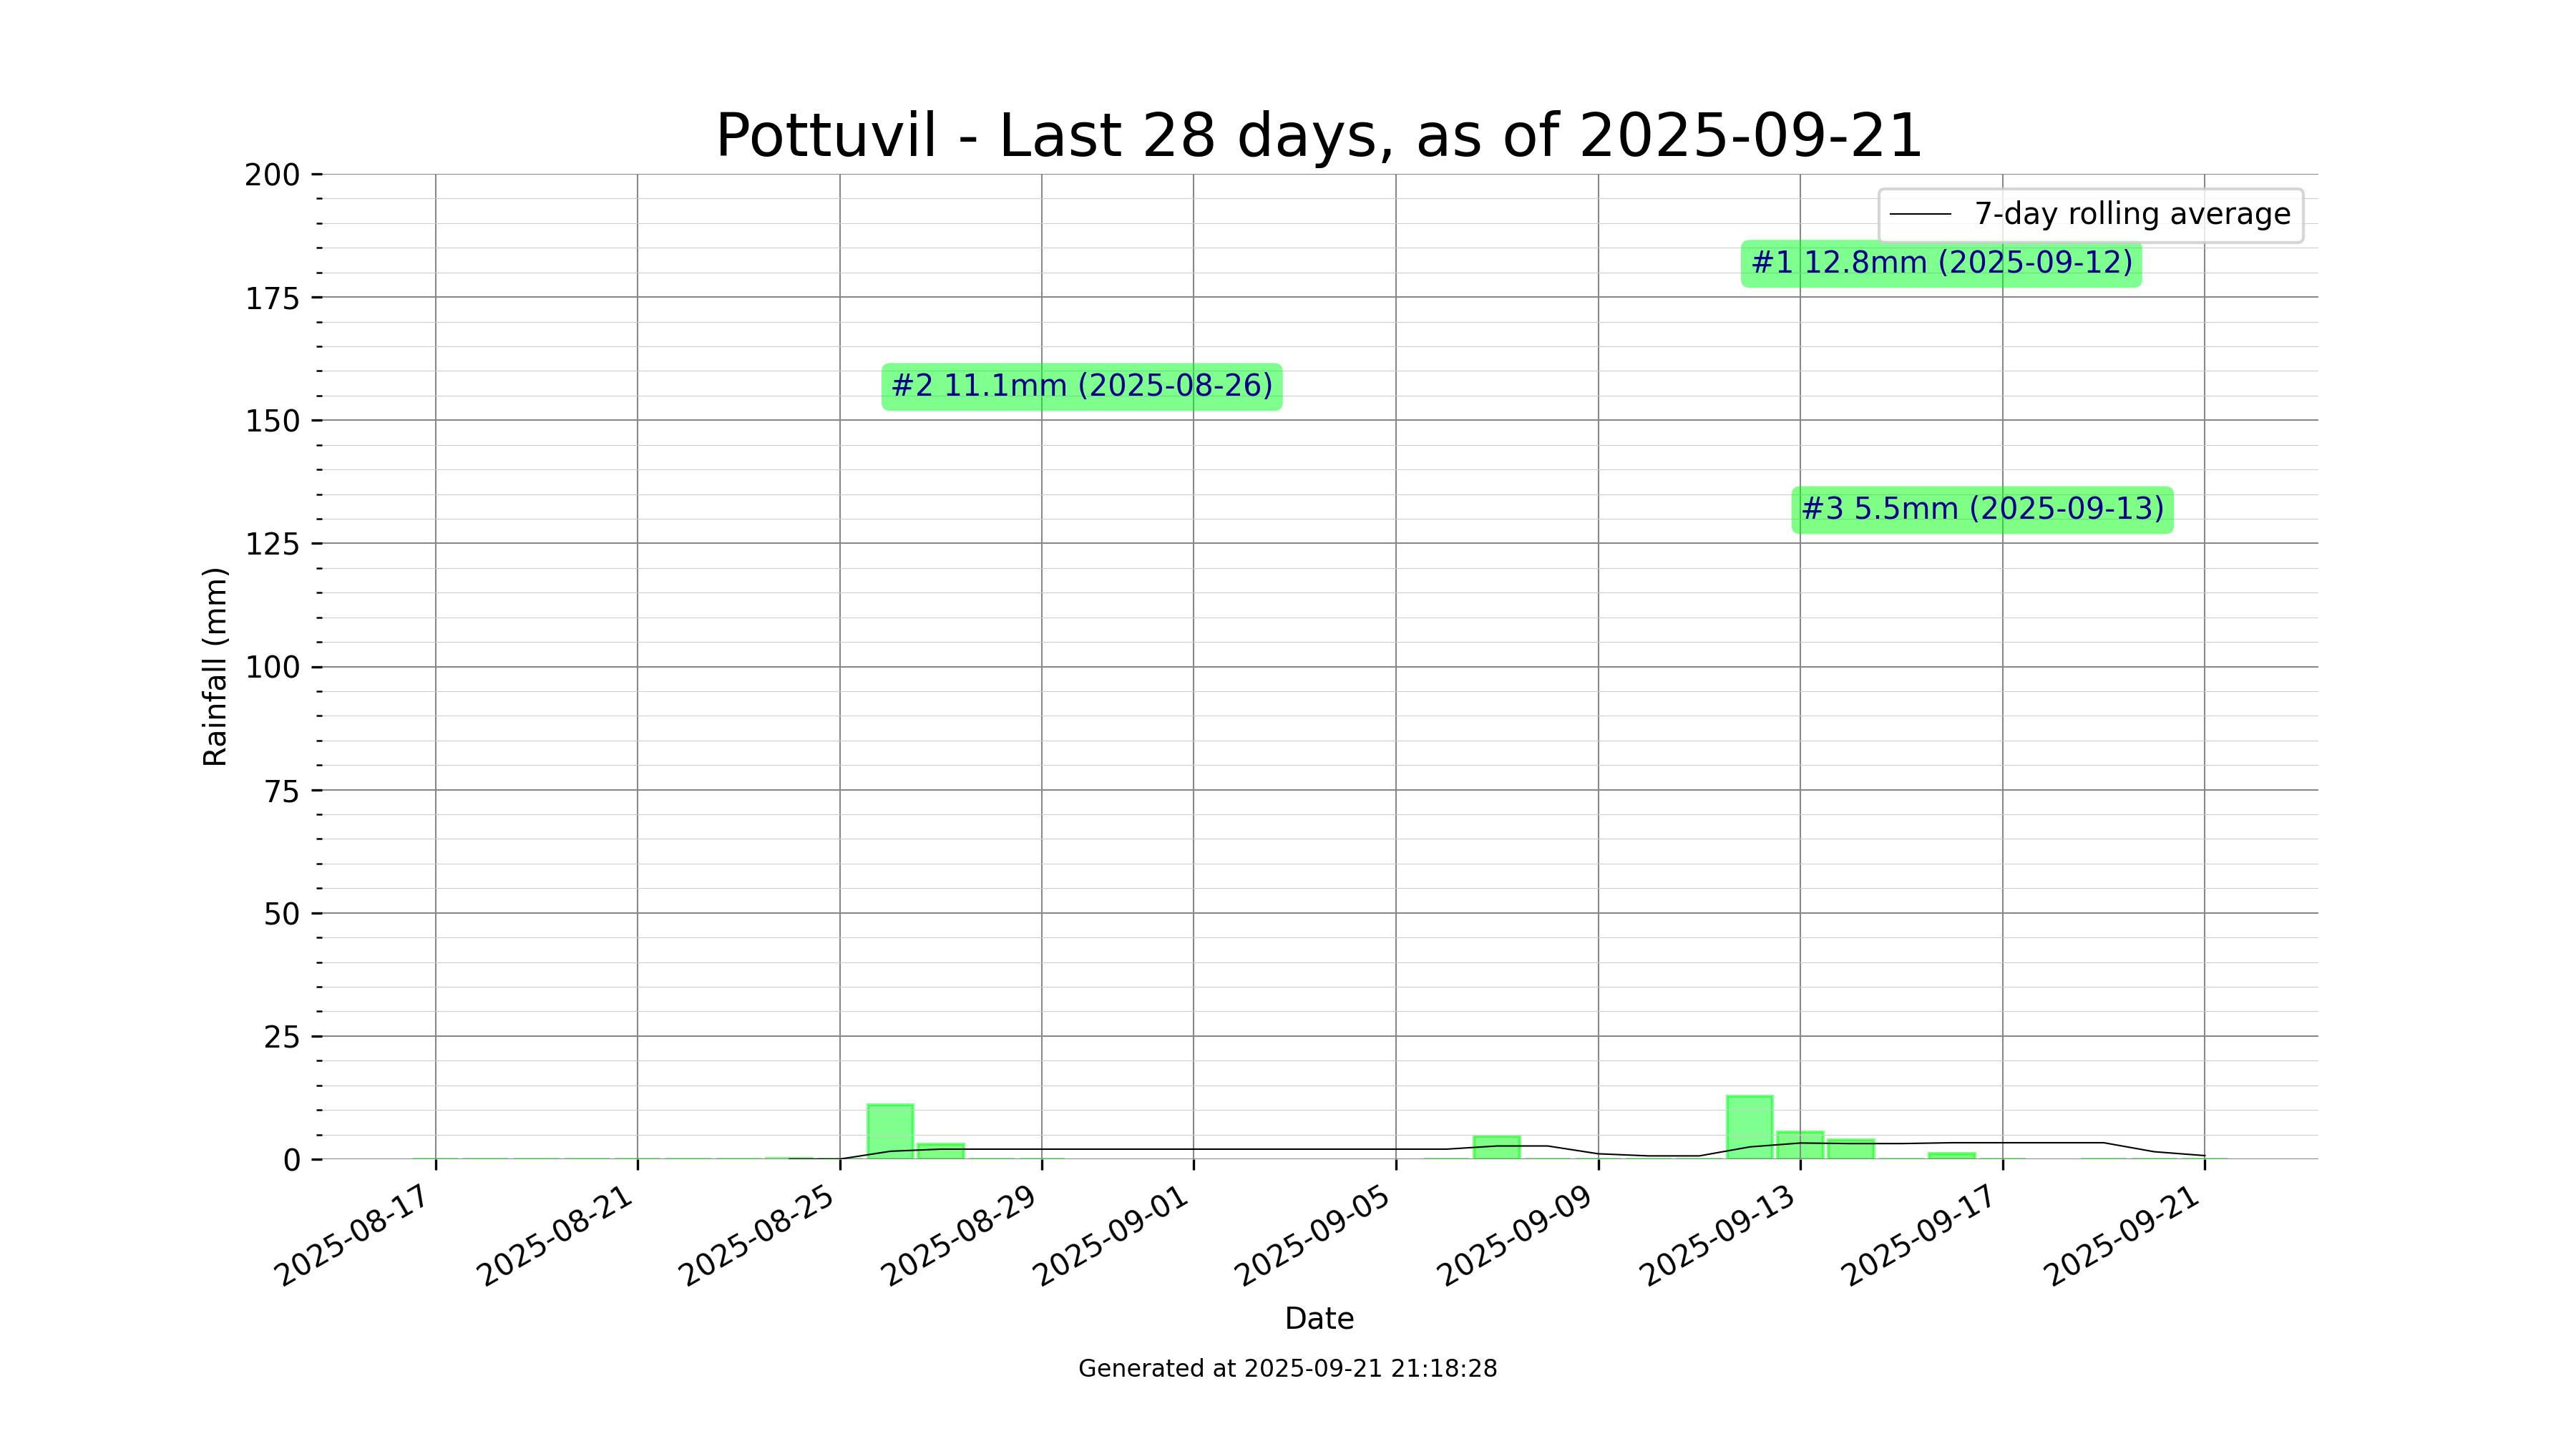 Pottuvil - Last 28 days, as of 2025-09-21
7-day rolling average
#1 12.8mm (2025-09-12)
#2 11.1mm (2025-08-26)
#3 5.5mm (2025-09-13)
Rainfall (mm)
200
175
150
125
100
75
50
25
0
2025-08-17
2025-08-21
2025-08-25
2025-08-29
2025-09-01
2025-09-05
2025-09-09
2025-09-13
2025-09-17
2025-09-21
Date
Generated at 2025-09-21 21:18:28